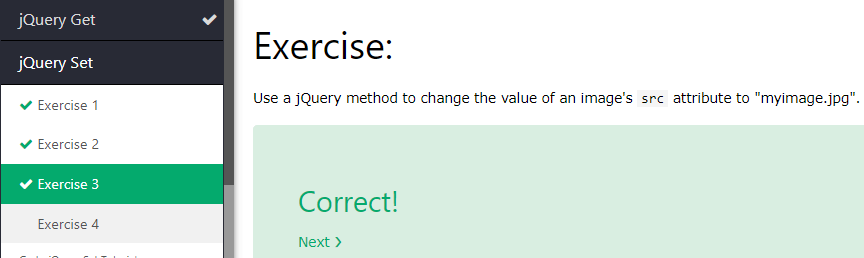 jQuery Get
jQuery Set
Exercise 1
Exercise 2
Exercise 3
Exercise 4
Exercise:
Use a jQuery method to change the value of an image's src attribute to "myimage.jpg".
Correct!
Next ❯